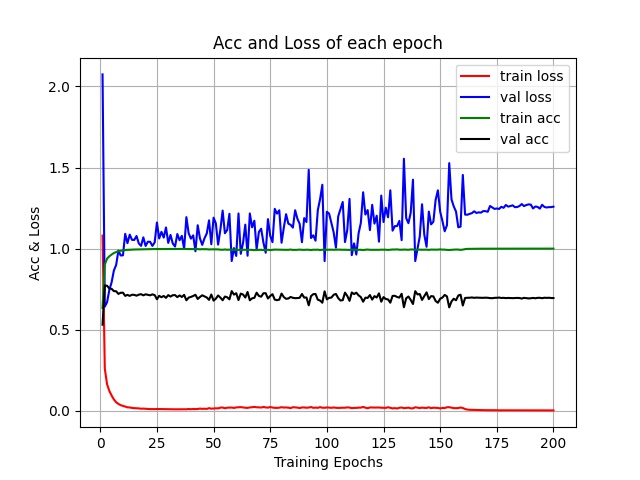 Acc and Loss of each epoch
train loss
val loss
train acc
val acc
2.0
1.5
1.0
0.5
0.0
Acc & Loss
0 25 50 75 100 125 150 175 200
Training Epochs